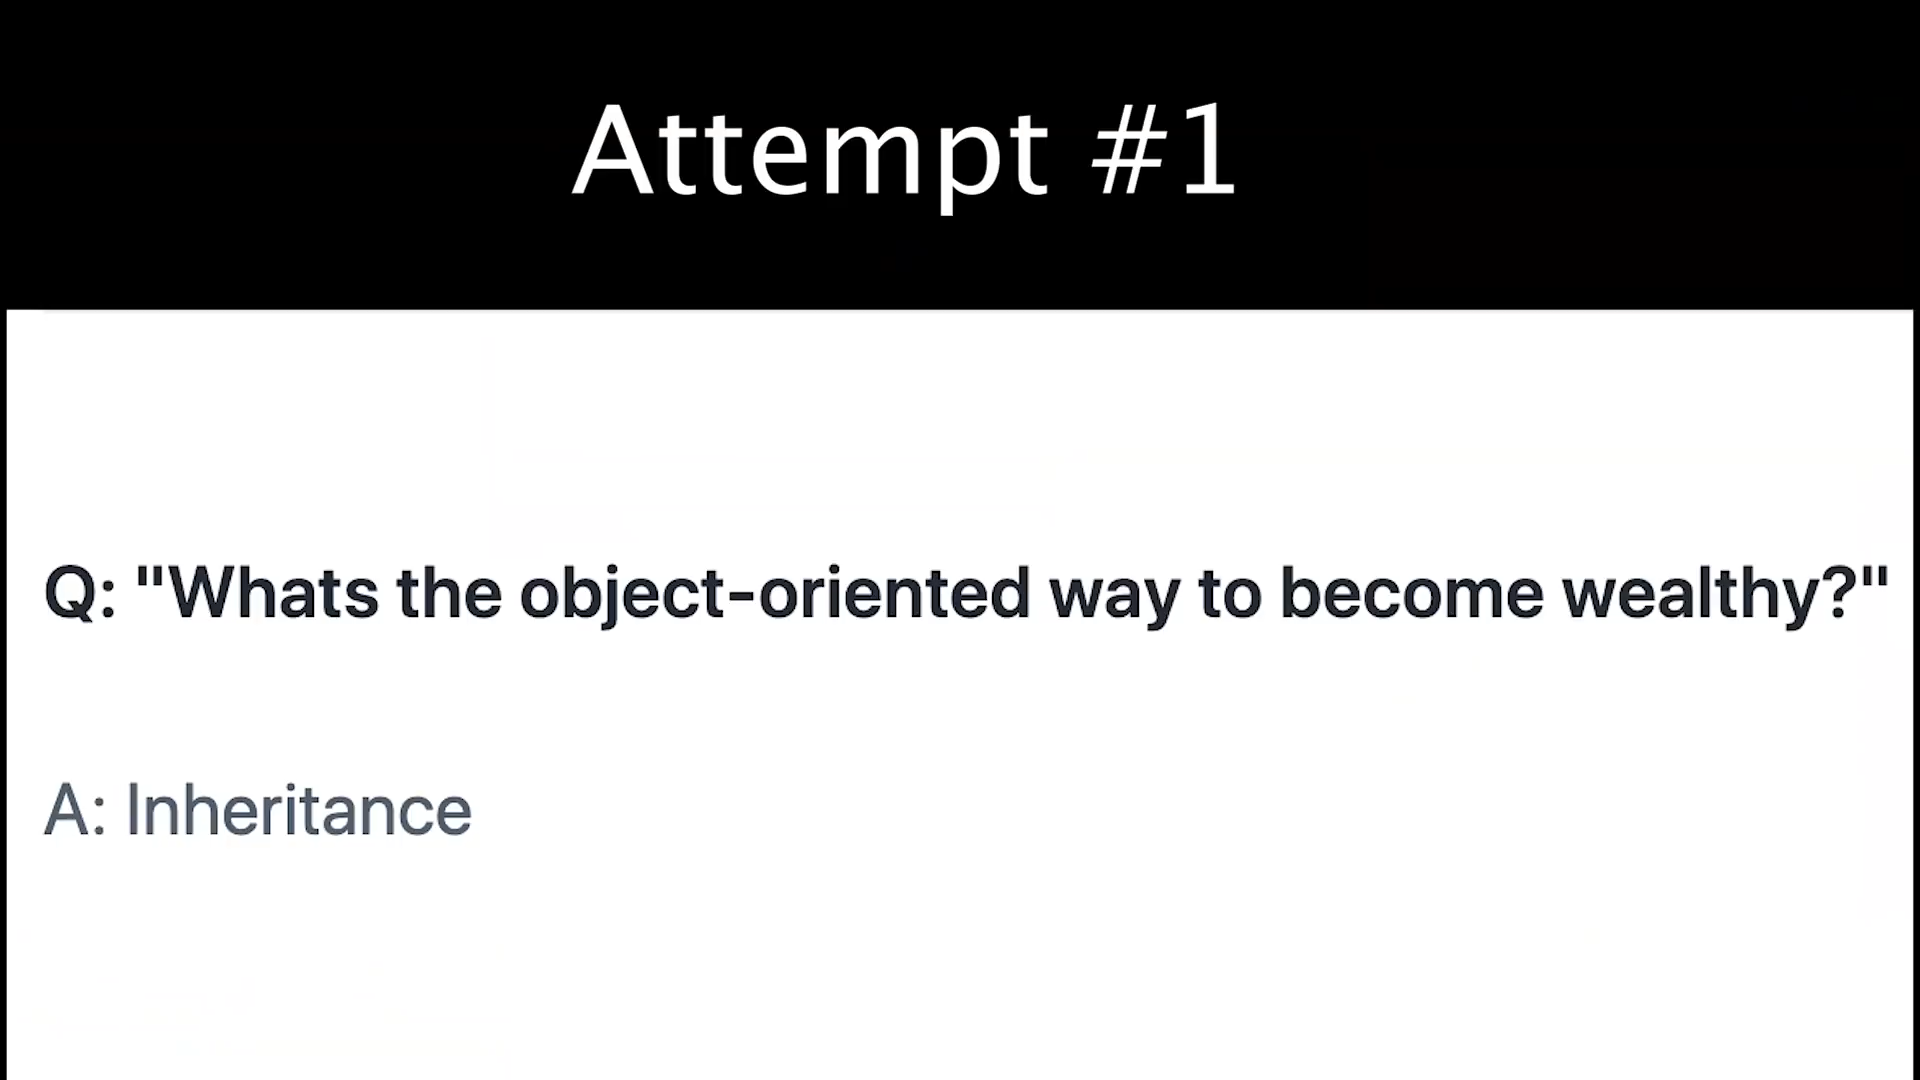 Attempt #1
Q: "Whats the object-oriented way to become wealthy?"
A: Inheritance